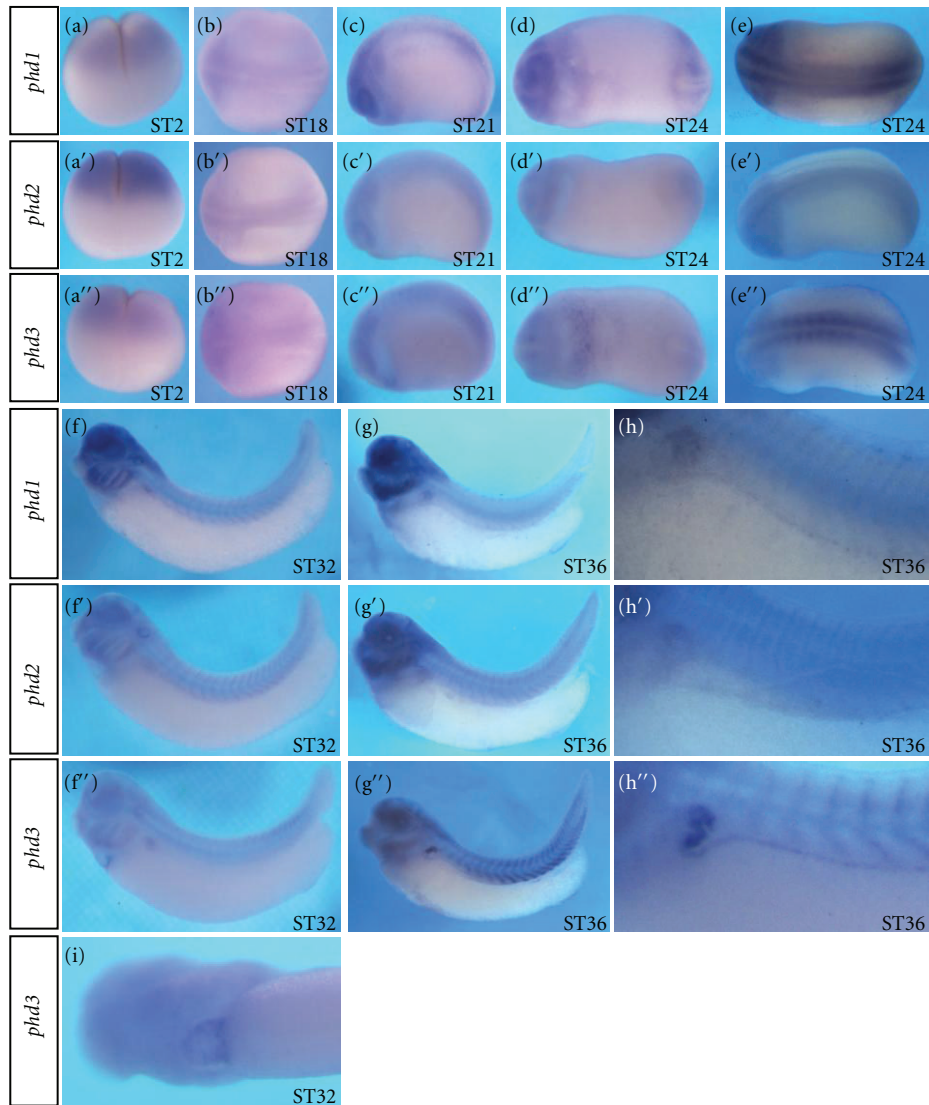 phd1
(a) ST2
(b) ST18
(c) ST21
(d) ST24
(e) ST24
phd2
(a′) ST2
(b′) ST18
(c′) ST21
(d′) ST24
(e′) ST24
phd3
(a′′) ST2
(b′′) ST18
(c′′) ST21
(d′′) ST24
(e′′) ST24
phd1
(f) ST32
(g) ST36
(h) ST36
phd2
(f′) ST32
(g′) ST36
(h′) ST36
phd3
(f′′) ST32
(g′′) ST36
(h′′) ST36
phd3
(i) ST32